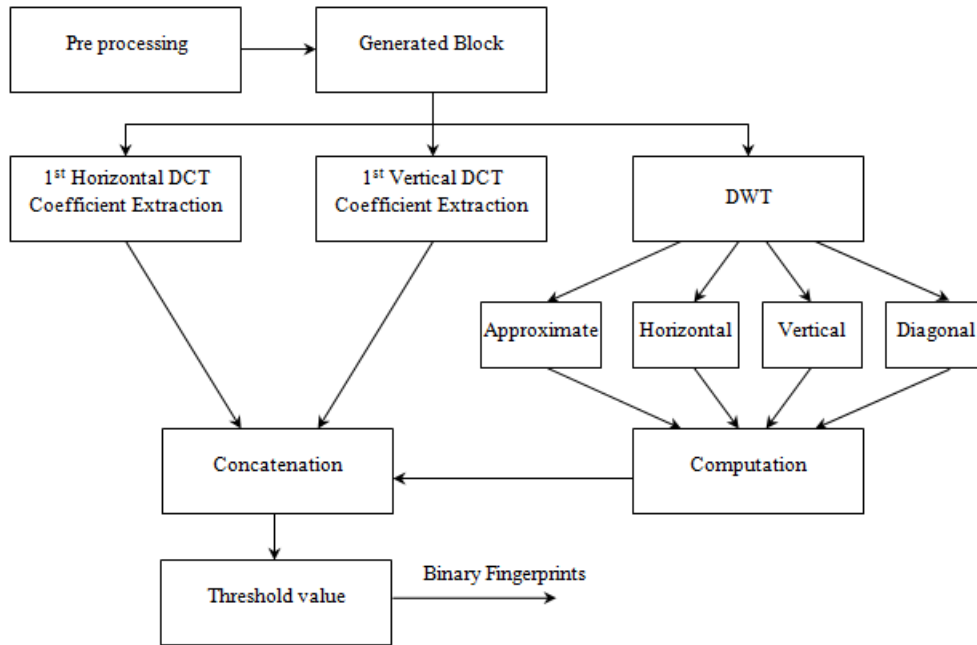 Pre processing
Generated Block
1st Horizontal DCT
Coefficient Extraction
1st Vertical DCT
Coefficient Extraction
DWT
Approximate
Horizontal
Vertical
Diagonal
Concatenation
Computation
Threshold value
Binary Fingerprints